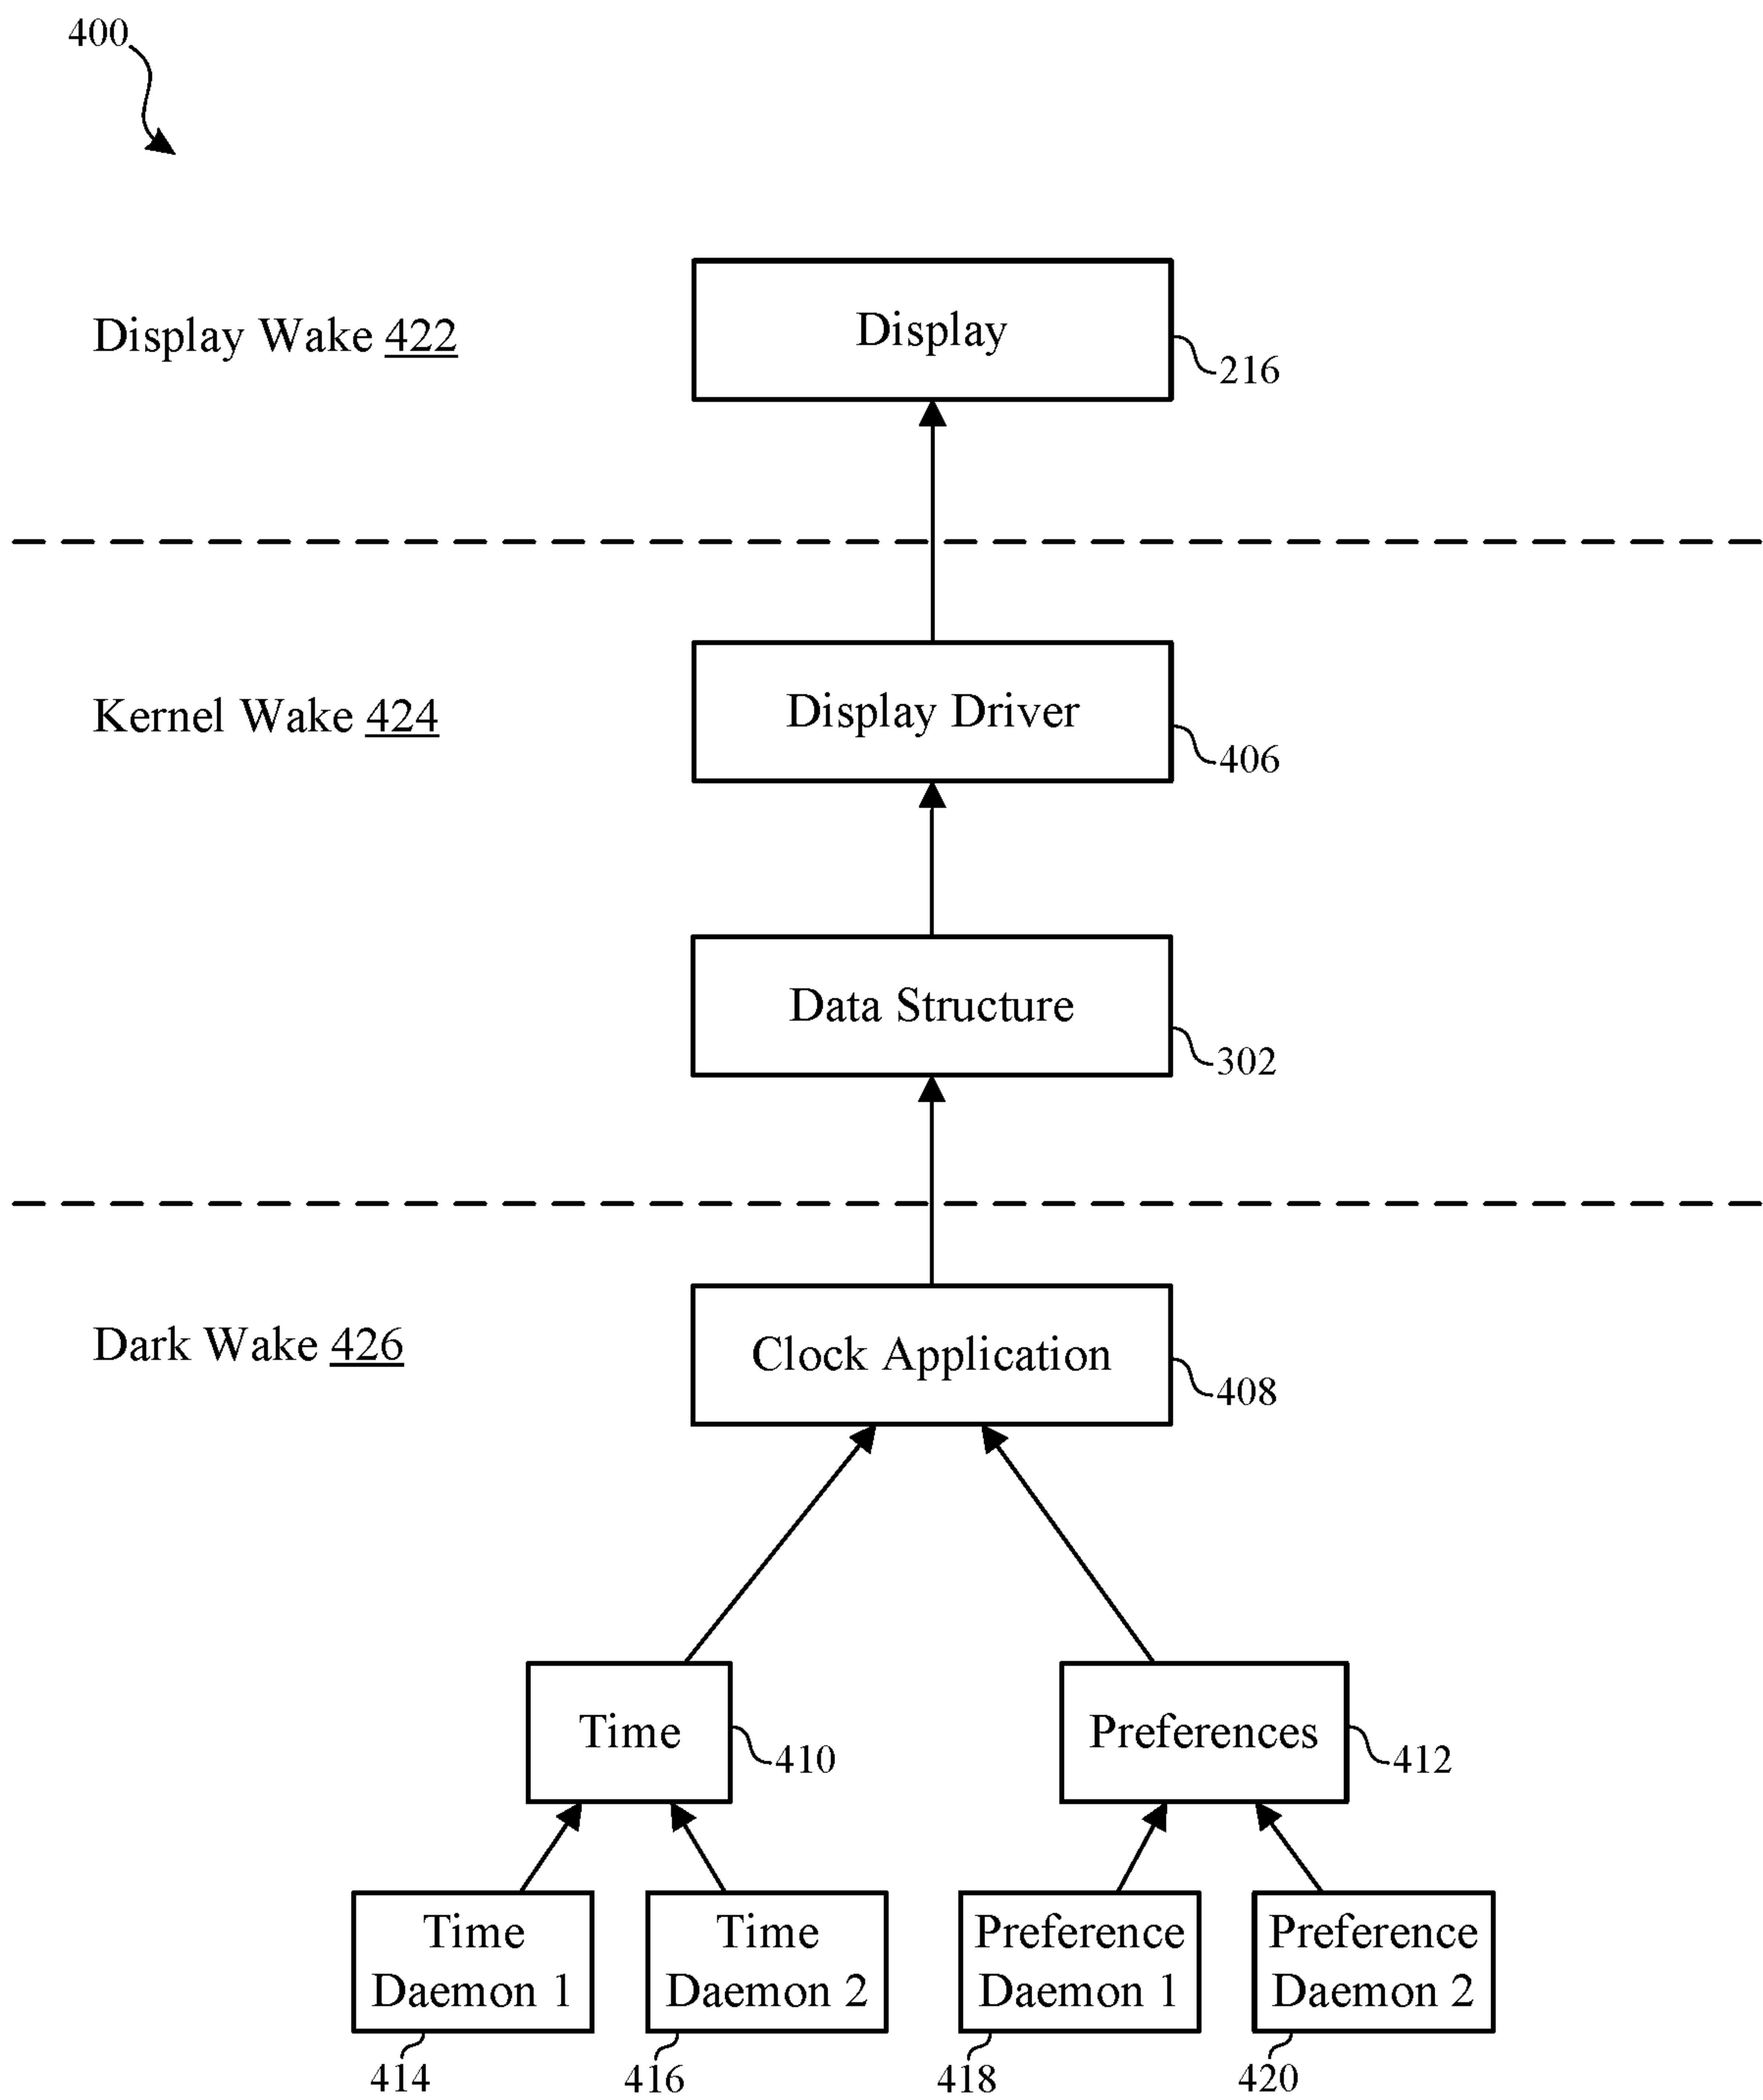 400
Display Wake 422
Display
216
Kernel Wake 424
Display Driver
406
Data Structure
302
Dark Wake 426
Clock Application
408
Time
410
Preferences
412
Time
Daemon 1
414
Time
Daemon 2
416
Preference
Daemon 1
418
Preference
Daemon 2
420